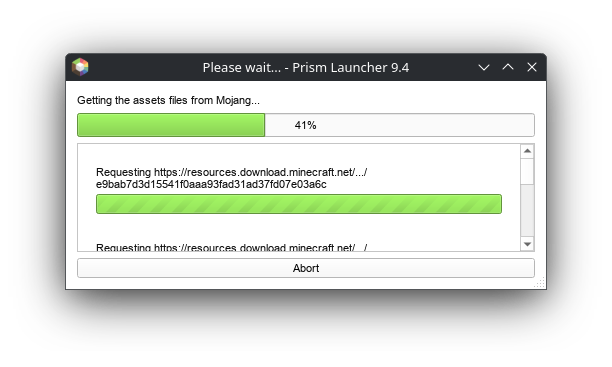 Please wait... - Prism Launcher 9.4
Getting the assets files from Mojang...
41%
Requesting https://resources.download.minecraft.net/.../
e9bab7d3d15541f0aaa93fad31ad37fd07e03a6c
Requesting https://resources.download.minecraft.net/.../
Abort